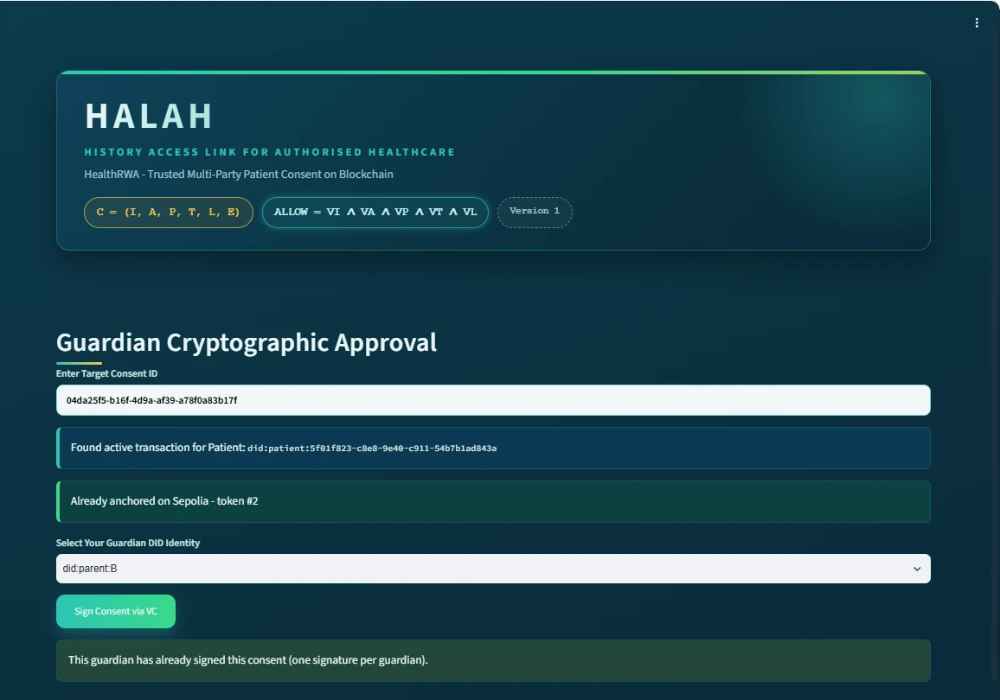 HALAH
HISTORY ACCESS LINK FOR AUTHORISED HEALTHCARE
HealthRWA - Trusted Multi-Party Patient Consent on Blockchain
C = (I, A, P, T, L, E)
ALLOW = VI ∧ VA ∧ VP ∧ VT ∧ VL
Version 1
Guardian Cryptographic Approval
Enter Target Consent ID
04da25f5-b16f-4d9a-af39-a78f0a83b17f
Found active transaction for Patient: did:patient:5f01f823-c8e8-9e40-c911-54b7b1ad843a
Already anchored on Sepolia - token #2
Select Your Guardian DID Identity
did:parent:B
Sign Consent via VC
This guardian has already signed this consent (one signature per guardian).